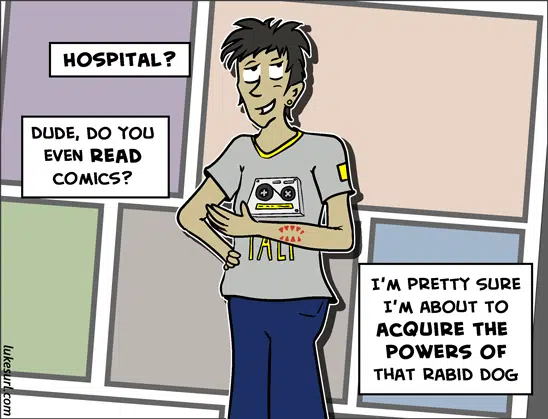 HOSPITAL?
DUDE, DO YOU
EVEN READ
COMICS?
I'M PRETTY SURE
I'M ABOUT TO
ACQUIRE THE
POWERS OF
THAT RABID DOG
lukesurl.com